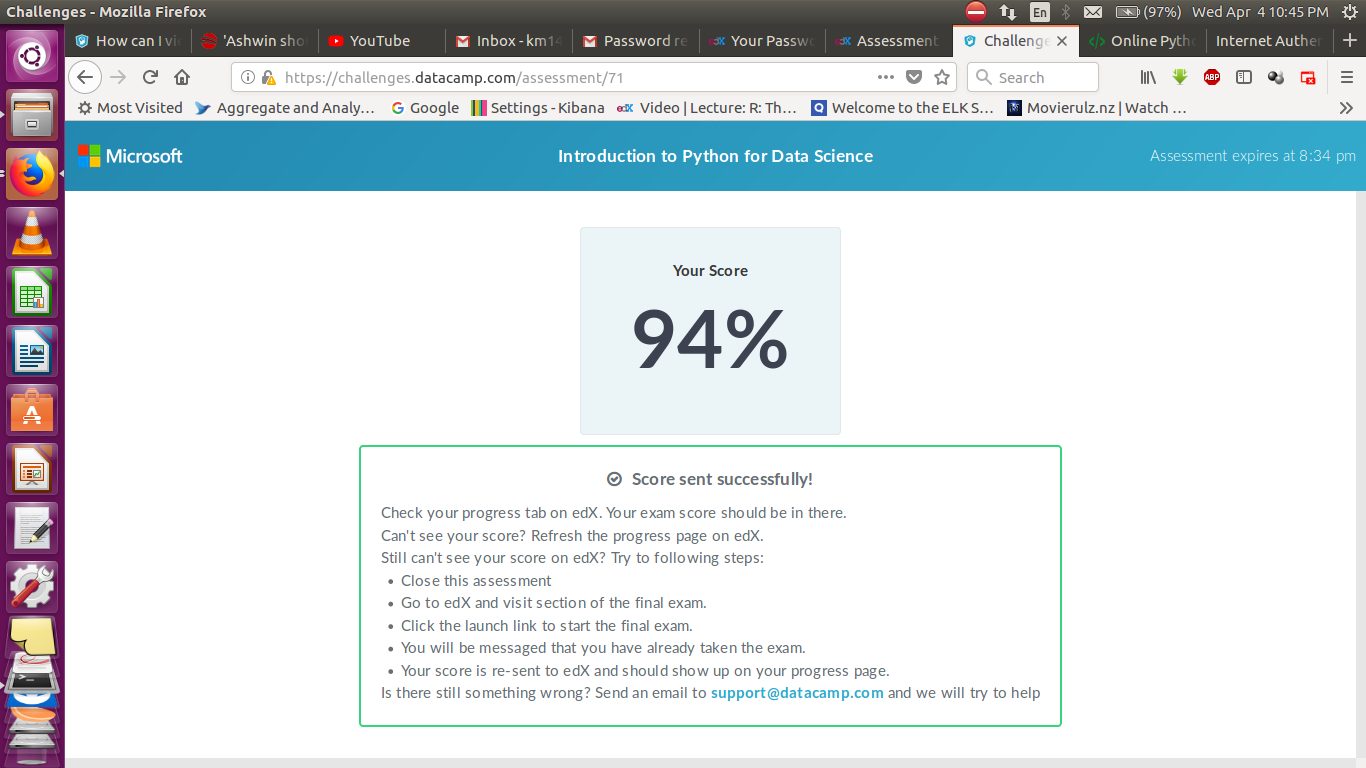 Challenges - Mozilla Firefox
En
(97%)
Wed Apr 4 10:45 PM
How can I vi
'Ashwin sho
YouTube
Inbox - km14
Password re
Your Passwo
Assessment
Challenge
Online Pytho
Internet Authen
https://challenges.datacamp.com/assessment/71
Search
ABP
Most Visited
Aggregate and Analy…
Google
Settings - Kibana
edX
Video | Lecture: R: Th…
Welcome to the ELK S…
Movierulz.nz | Watch …
Microsoft
Introduction to Python for Data Science
Assessment expires at 8:34 pm
Your Score
94%
Score sent successfully!
Check your progress tab on edX. Your exam score should be in there.
Can't see your score? Refresh the progress page on edX.
Still can't see your score on edX? Try to following steps:
• Close this assessment
• Go to edX and visit section of the final exam.
• Click the launch link to start the final exam.
• You will be messaged that you have already taken the exam.
• Your score is re-sent to edX and should show up on your progress page.
Is there still something wrong? Send an email to support@datacamp.com and we will try to help